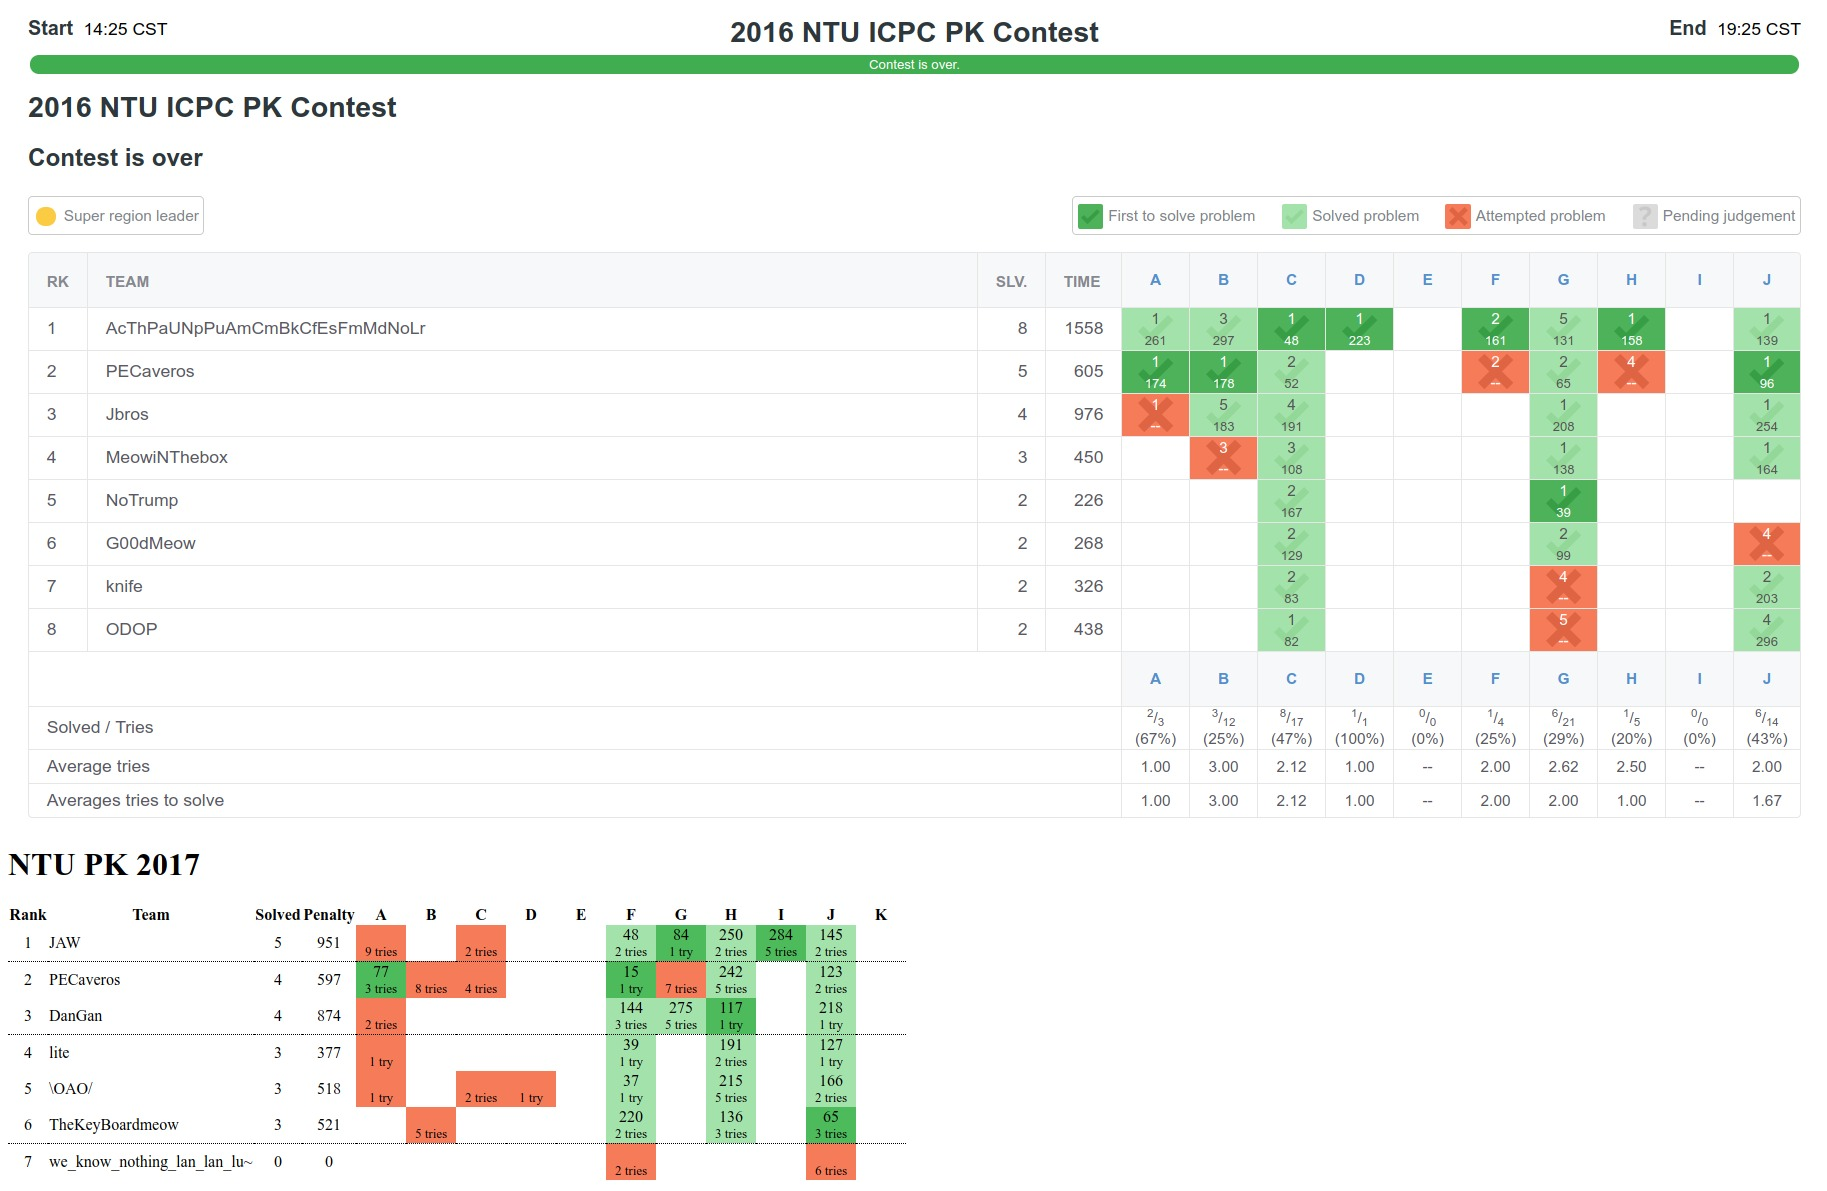 Start 14:25 CST 2016 NTU ICPC PK Contest End 19:25 CST
Contest is over.
2016 NTU ICPC PK Contest
Contest is over
Super region leader First to solve problem Solved problem Attempted problem ? Pending judgement
RK TEAM SLV. TIME A B C D E F G H I J
1 AcThPaUNpPuAmCmBkCfEsFmMdNoLr 8 1558 1 3 1 1 2 5 1 1
261 297 48 223 161 131 158 139
2 PECaveros 5 605 1 1 2 2 2 4 1
174 178 52 -- 65 -- 96
3 Jbros 4 976 1 5 4 1 1
-- 183 191 208 254
4 MeowiNThebox 3 450 3 3 1 1
-- 108 138 164
5 NoTrump 2 226 2 1
167 39
6 G00dMeow 2 268 2 2 4
129 99 --
7 knife 2 326 2 4 2
83 -- 203
8 ODOP 2 438 1 5 4
82 -- 296
A B C D E F G H I J
Solved / Tries 2/3 3/12 8/17 1/1 0/0 1/4 6/21 1/5 0/0 6/14
(67%) (25%) (47%) (100%) (0%) (25%) (29%) (20%) (0%) (43%)
Average tries 1.00 3.00 2.12 1.00 -- 2.00 2.62 2.50 -- 2.00
Averages tries to solve 1.00 3.00 2.12 1.00 -- 2.00 2.00 1.00 -- 1.67
NTU PK 2017
Rank Team Solved Penalty A B C D E F G H I J K
1 JAW 5 951 48 84 250 284 145
9 tries 2 tries 2 tries 1 try 2 tries 5 tries 2 tries
2 PECaveros 4 597 77 15 242 123
3 tries 8 tries 4 tries 1 try 7 tries 5 tries 2 tries
3 DanGan 4 874 144 275 117 218
2 tries 3 tries 5 tries 1 try 1 try
4 lite 3 377 39 191 127
1 try 1 try 2 tries 1 try
5 \OAO/ 3 518 37 215 166
1 try 2 tries 1 try 1 try 5 tries 2 tries
6 TheKeyBoardmeow 3 521 220 136 65
5 tries 2 tries 3 tries 3 tries
7 we_know_nothing_lan_lan_lu~ 0 0
2 tries 6 tries